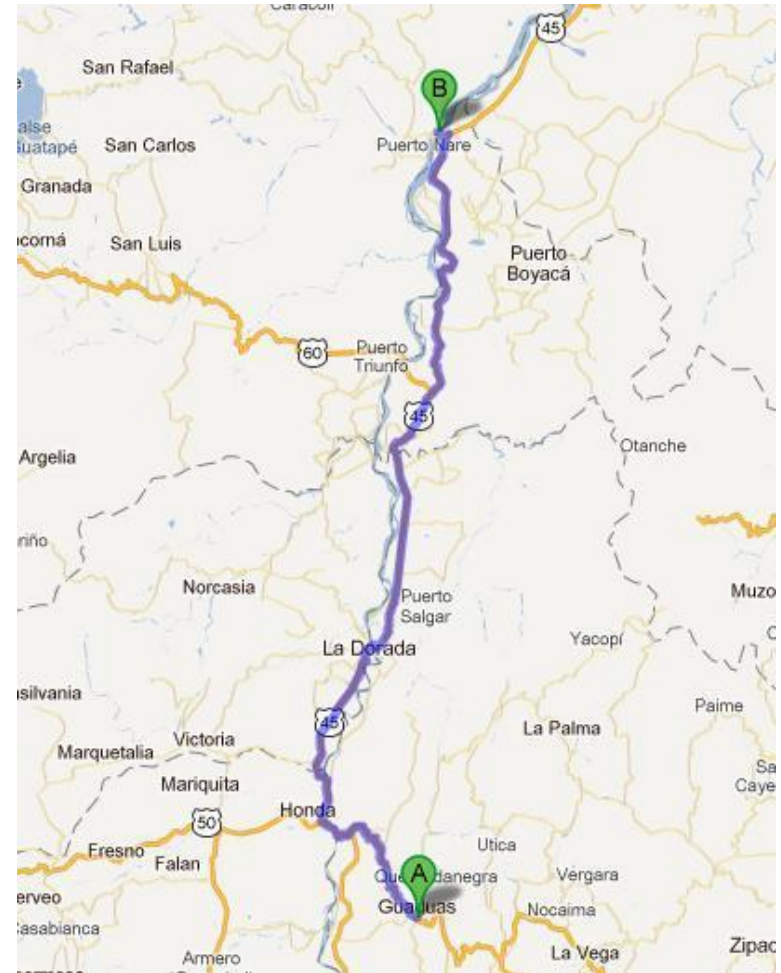 45
San Rafael
B
San Carlos
Puerto Nare
Granada
San Luis
Puerto
Boyacá
60
Puerto
Triunfo
45
Otanche
Argelia
Norcasia
Puerto
Salgar
Muzo
La Dorada
Yacopí
45
Paime
La Palma
Marquetalia
Victoria
Mariquita
Honda
50
Fresno
Falan
Utica
A
Vergara
Guaduas
Nocaima
La Vega
Armero